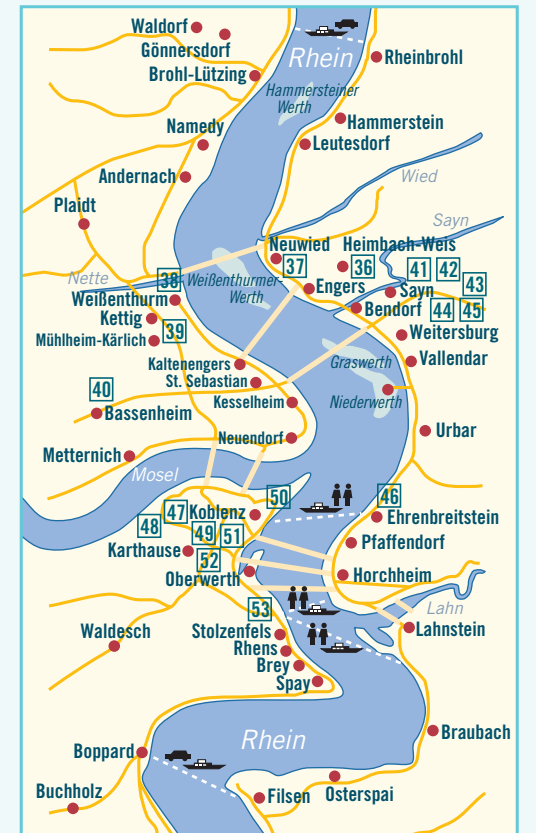 Waldorf
Gönnersdorf
Rhein
Rheinbrohl
Brohl-Lützing
Hammersteiner
Werth
Hammerstein
Namedy
Leutesdorf
Andernach
Wied
Plaidt
Sayn
Neuwied
Heimbach-Weis
37
36
41
42
Nette
38
Weißenthurmer-
Werth
Engers
Sayn
43
Weißenthurm
Bendorf
44
45
Kettig
39
Weitersburg
Mühlheim-Kärlich
Graswerth
Vallendar
Kaltenengers
St. Sebastian
40
Kesselheim
Niederwerth
Bassenheim
Neuendorf
Urbar
Metternich
Mosel
50
46
47
Koblenz
Ehrenbreitstein
48
49
51
Karthause
Pfaffendorf
52
Oberwerth
Horchheim
53
Lahn
Waldesch
Stolzenfels
Lahnstein
Rhens
Brey
Spay
Rhein
Braubach
Boppard
Buchholz
Filsen
Osterspai